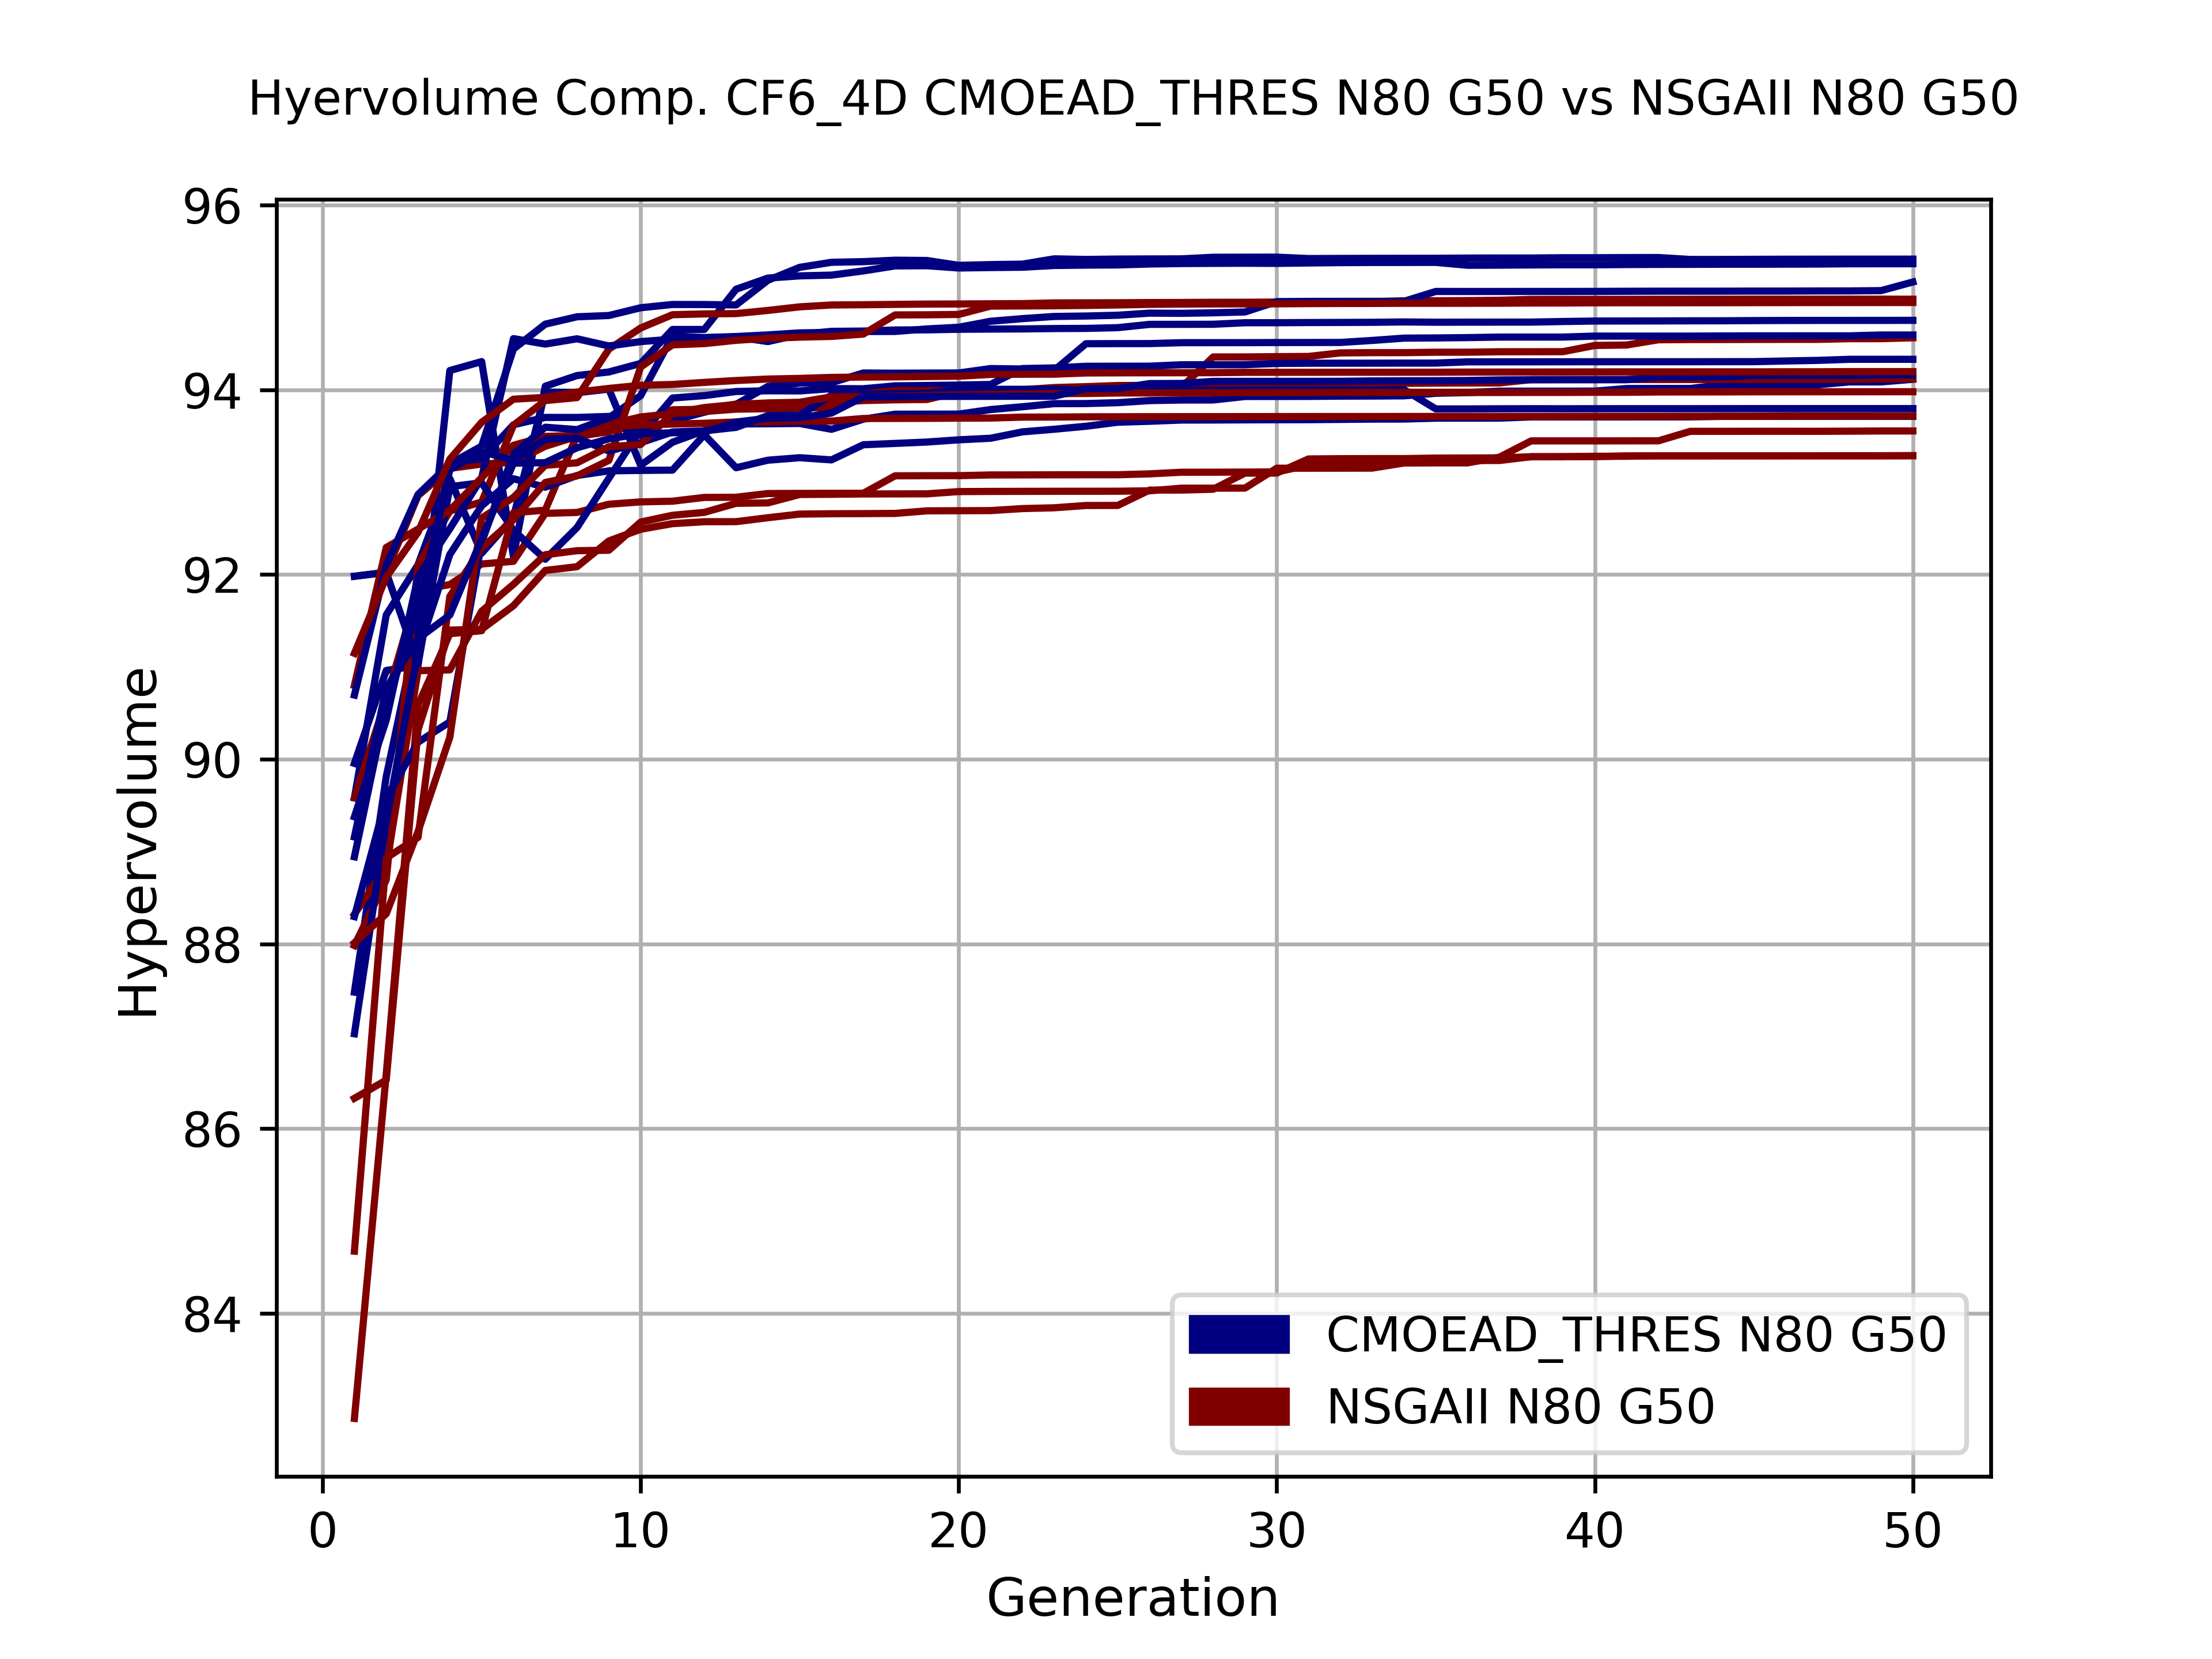 Hyervolume Comp. CF6_4D CMOEAD_THRES N80 G50 vs NSGAII N80 G50
96
94
92
90
88
86
84
Hypervolume
0 10 20 30 40 50
Generation
CMOEAD_THRES N80 G50
NSGAII N80 G50